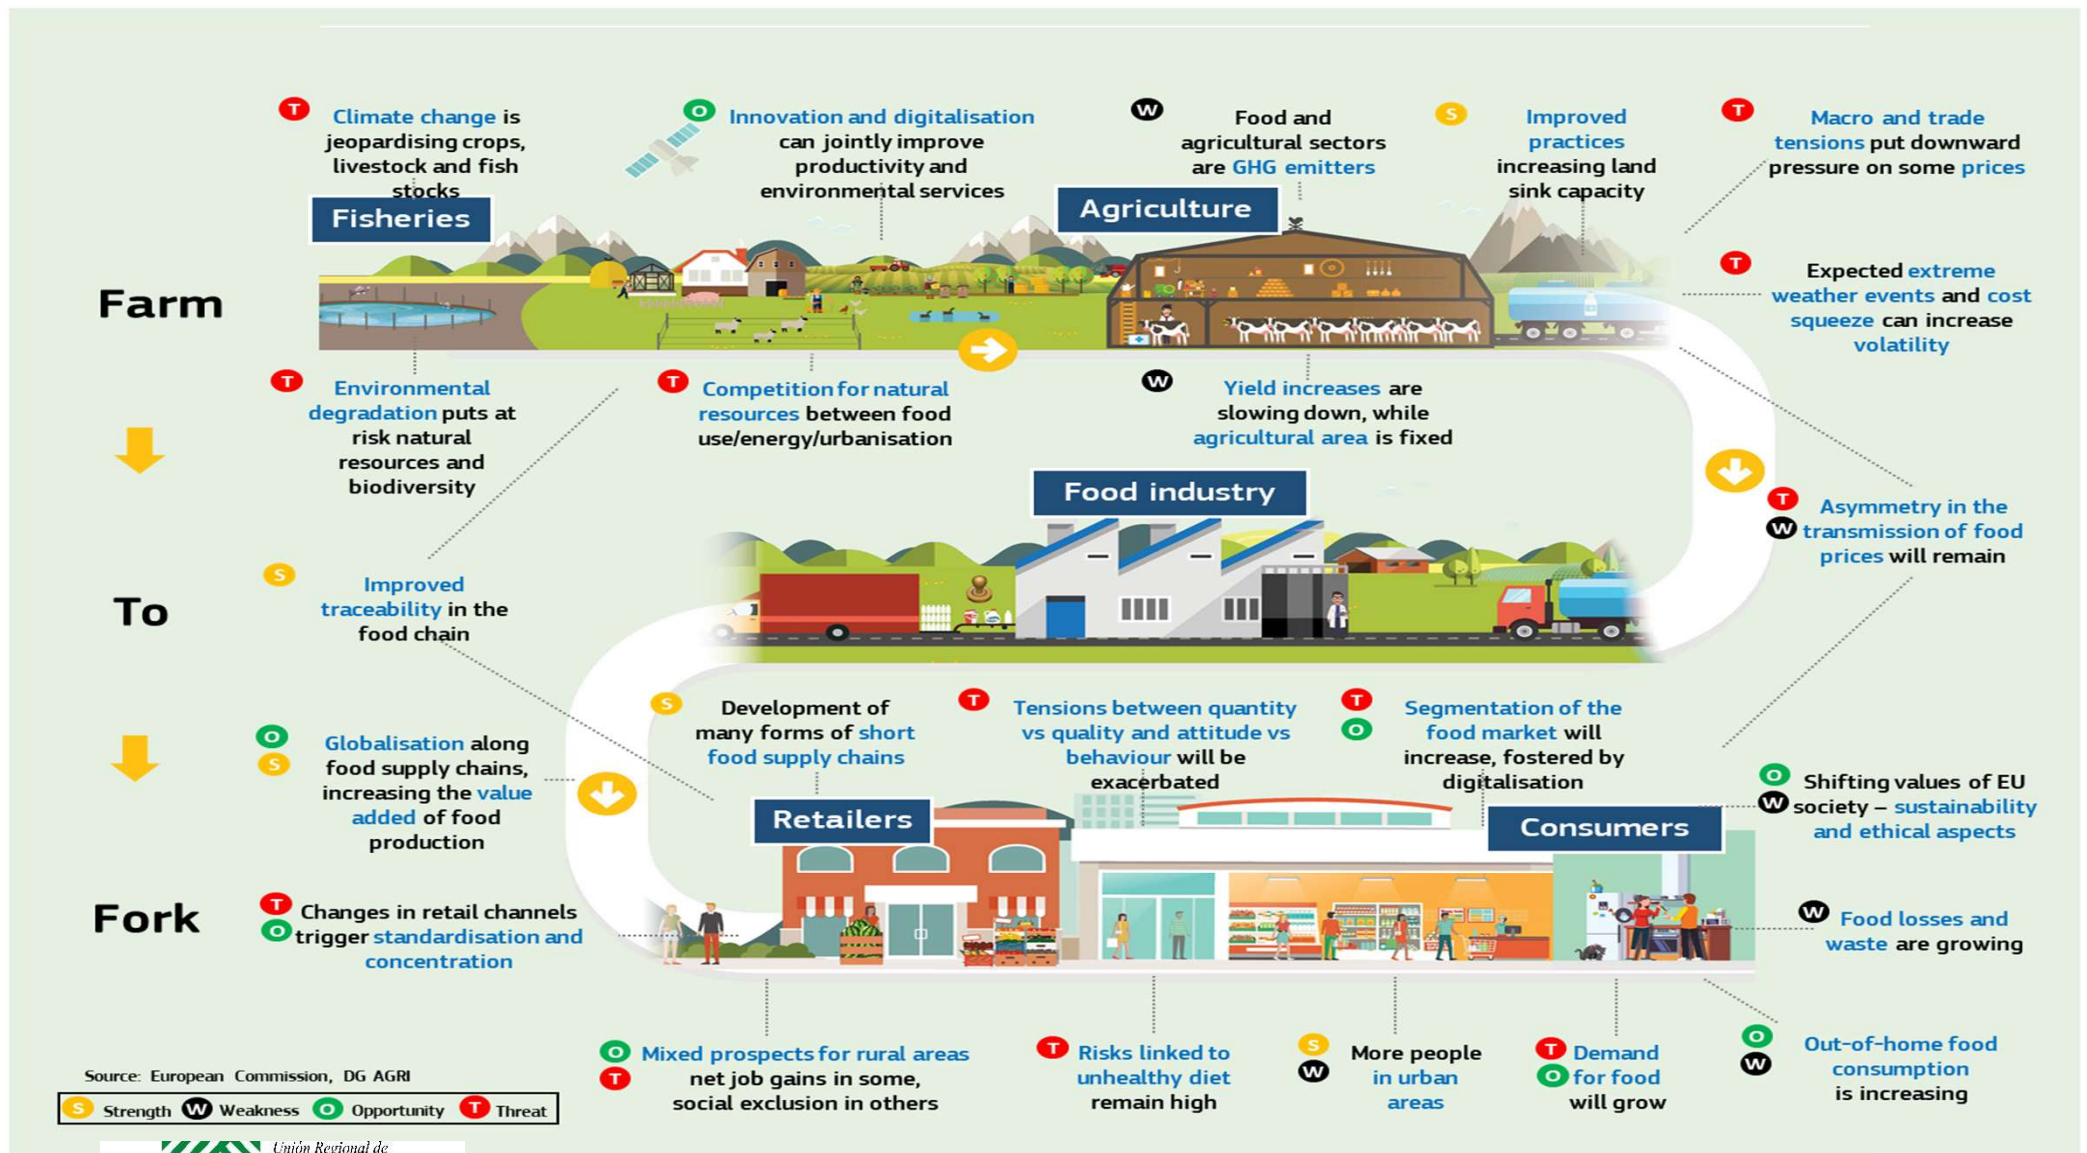 T
Climate change is
jeopardising crops,
livestock and fish
stocks
O
Innovation and digitalisation
can jointly improve
productivity and
environmental services
W
Food and
agricultural sectors
are GHG emitters
S
Improved
practices
increasing land
sink capacity
T
Macro and trade
tensions put downward
pressure on some prices
Fisheries
Agriculture
Farm
T
Expected extreme
weather events and cost
squeeze can increase
volatility
T
Environmental
degradation puts at
risk natural
resources and
biodiversity
T
Competition for natural
resources between food
use/energy/urbanisation
W
Yield increases are
slowing down, while
agricultural area is fixed
Food industry
T
W
Asymmetry in the
transmission of food
prices will remain
To
S
Improved
traceability in the
food chain
S
Development of
many forms of short
food supply chains
T
Tensions between quantity
vs quality and attitude vs
behaviour will be
exacerbated
T
O
Segmentation of the
food market will
increase, fostered by
digitalisation
O
S
Globalisation along
food supply chains,
increasing the value
added of food
production
Retailers
Consumers
O
W
Shifting values of EU
society – sustainability
and ethical aspects
Fork
T
O
Changes in retail channels
trigger standardisation and
concentration
W
Food losses and
waste are growing
O
T
Mixed prospects for rural areas
net job gains in some,
social exclusion in others
T
Risks linked to
unhealthy diet
remain high
S
W
More people
in urban
areas
T
O
Demand
for food
will grow
O
W
Out-of-home food
consumption
is increasing
Source: European Commission, DG AGRI
S Strength W Weakness O Opportunity T Threat
Unión Regional de